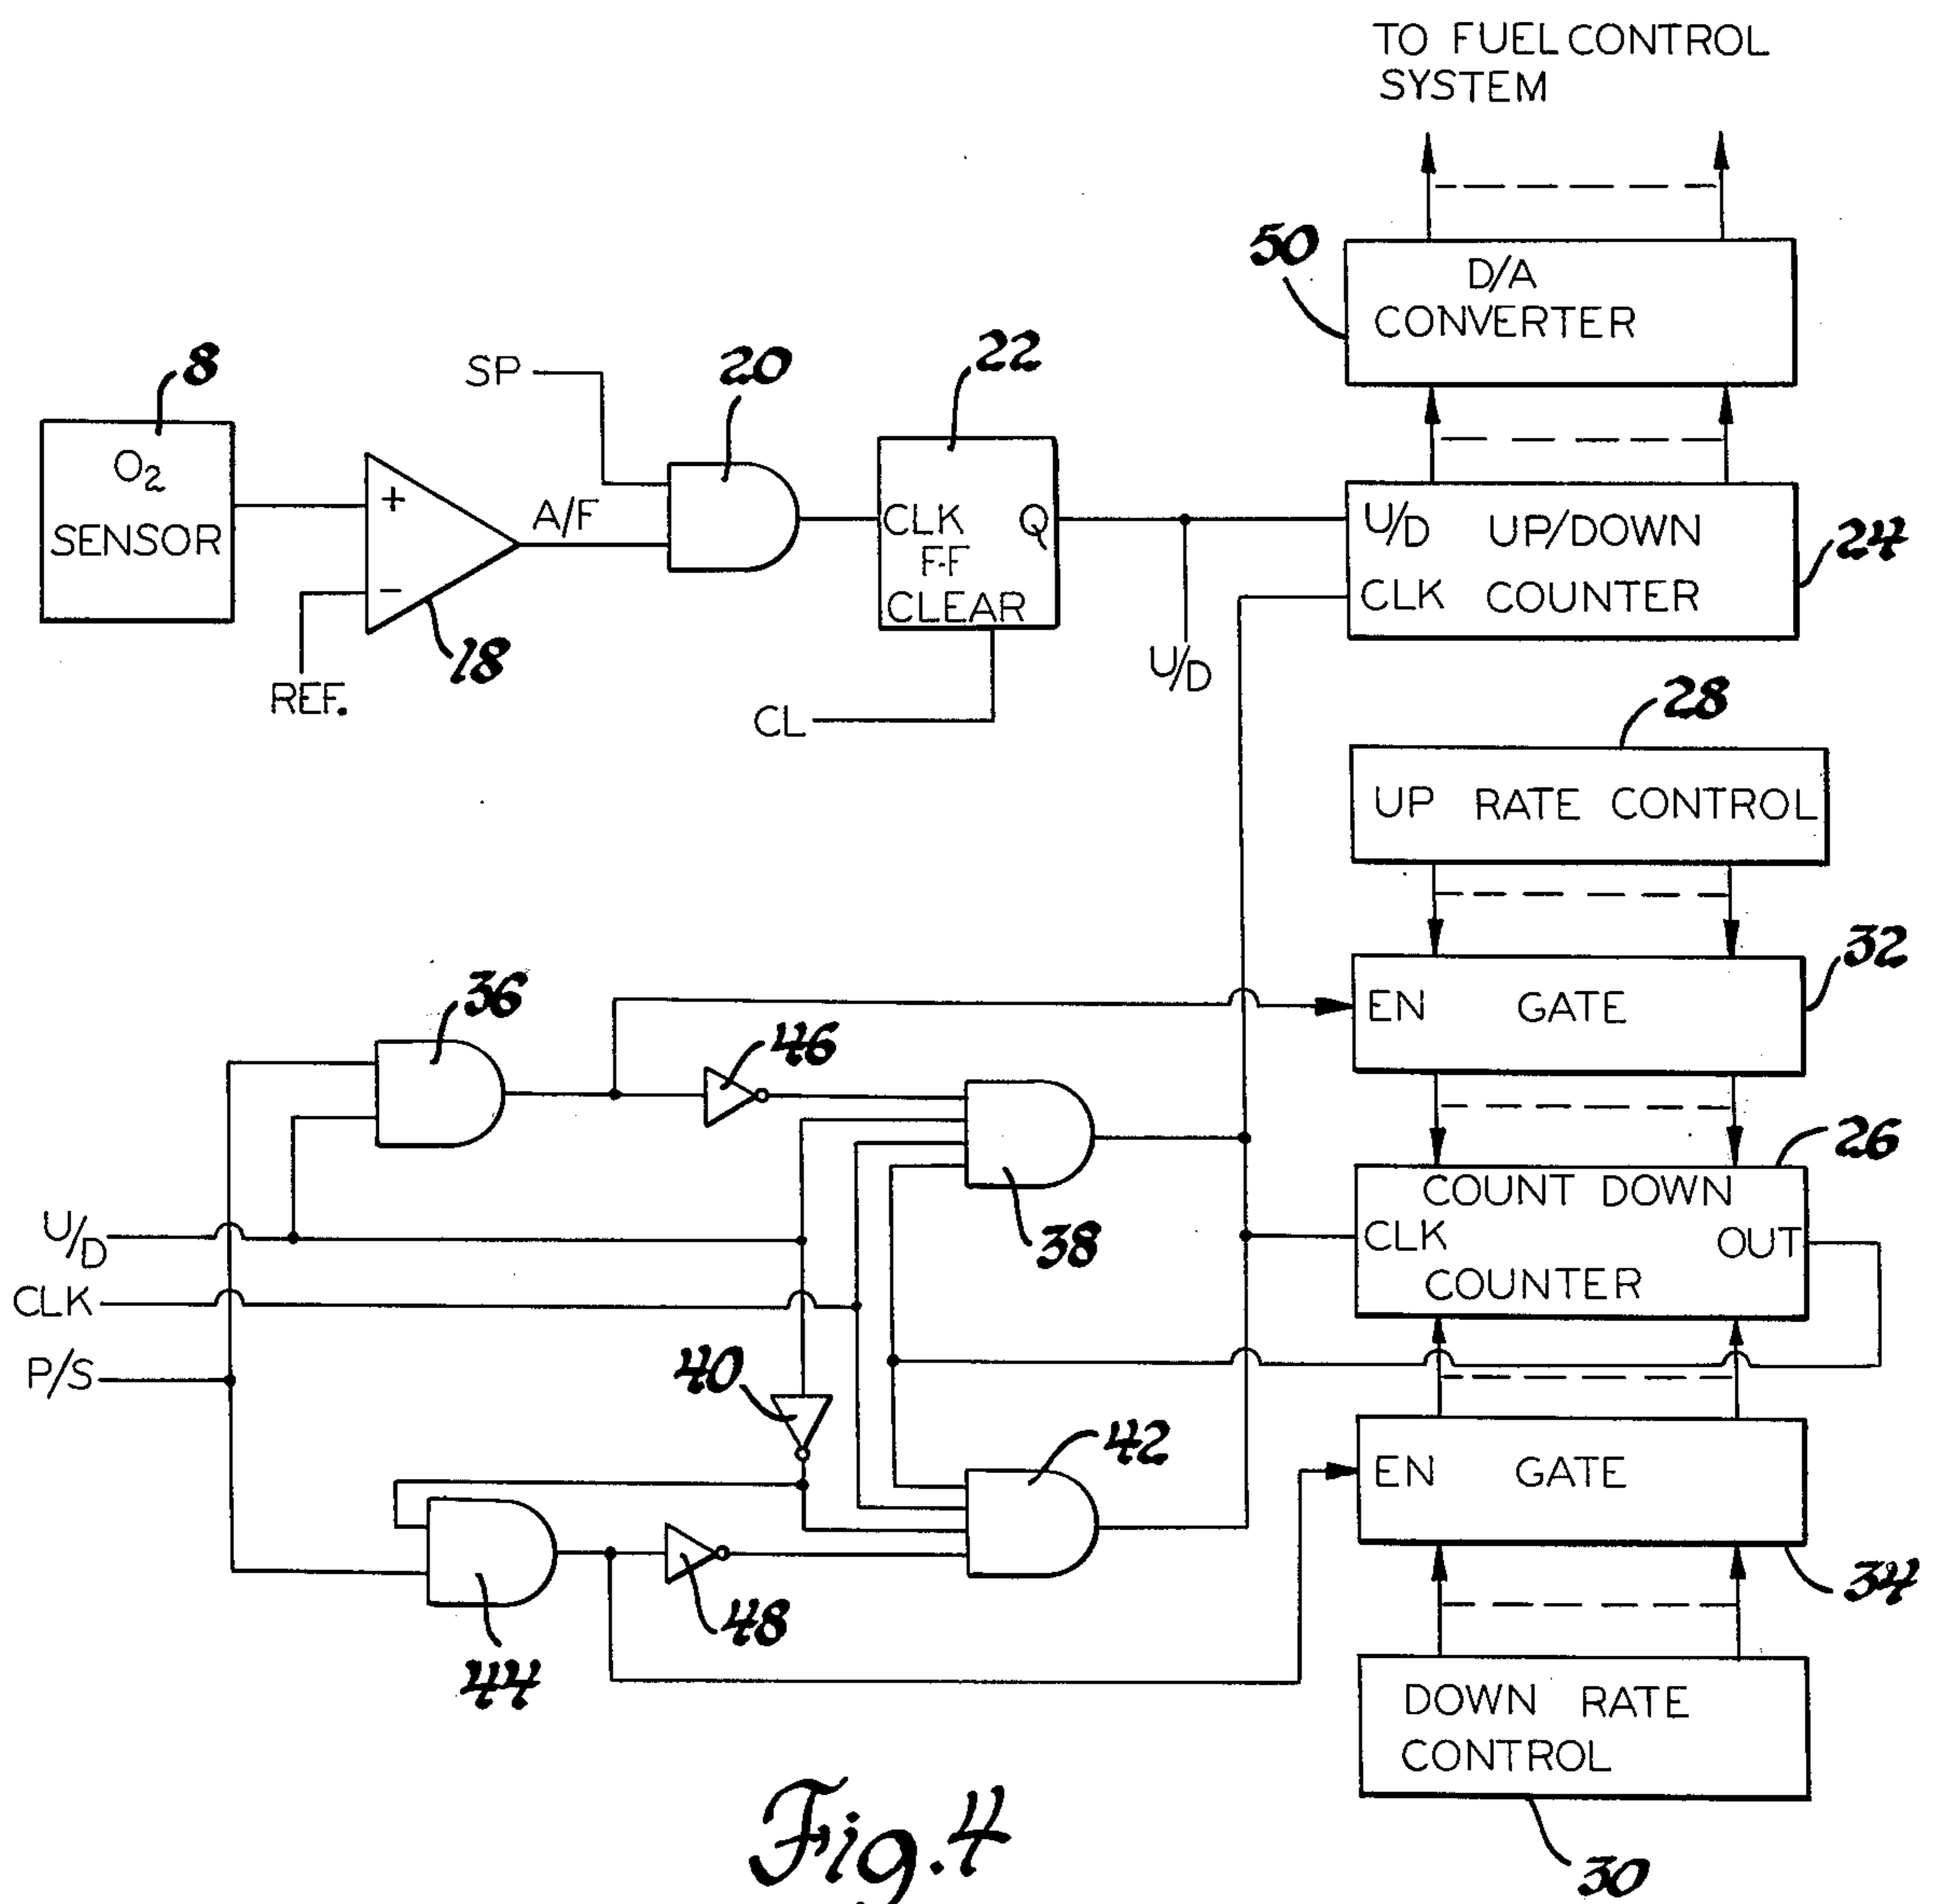 TO FUEL CONTROL
SYSTEM
50
D/A
CONVERTER
8
SP
20
22
O2
SENSOR
+
-
A/F
18
REF.
CLK
Q
F-F
CLEAR
CL
U/D
U/D UP/DOWN
CLK COUNTER
24
28
UP RATE CONTROL
32
EN GATE
36
46
38
26
COUNT DOWN
CLK
OUT
COUNTER
U/D
CLK
P/S
40
42
EN GATE
34
44
48
DOWN RATE
CONTROL
30
Fig. 4